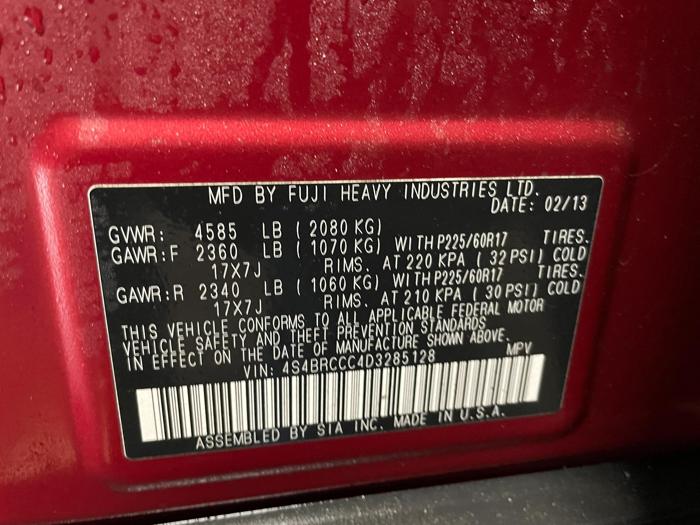 MFD BY FUJI HEAVY INDUSTRIES LTD.
DATE: 02/13
GVWR: 4585 LB (2080 KG)
GAWR:F 2360 LB (1070 KG) WITH P225/60R17 TIRES.
17X7J RIMS. AT 220 KPA (32 PSI) COLD
GAWR:R 2340 LB (1060 KG) WITH P225/60R17 TIRES.
17X7J RIMS. AT 210 KPA (30 PSI) COLD
THIS VEHICLE CONFORMS TO ALL APPLICABLE FEDERAL MOTOR
VEHICLE SAFETY AND THEFT PREVENTION STANDARDS
IN EFFECT ON THE DATE OF MANUFACTURE SHOWN ABOVE.
VIN: 4S4BRCCC4D3285128 MPV
ASSEMBLED BY SIA INC. MADE IN U.S.A.